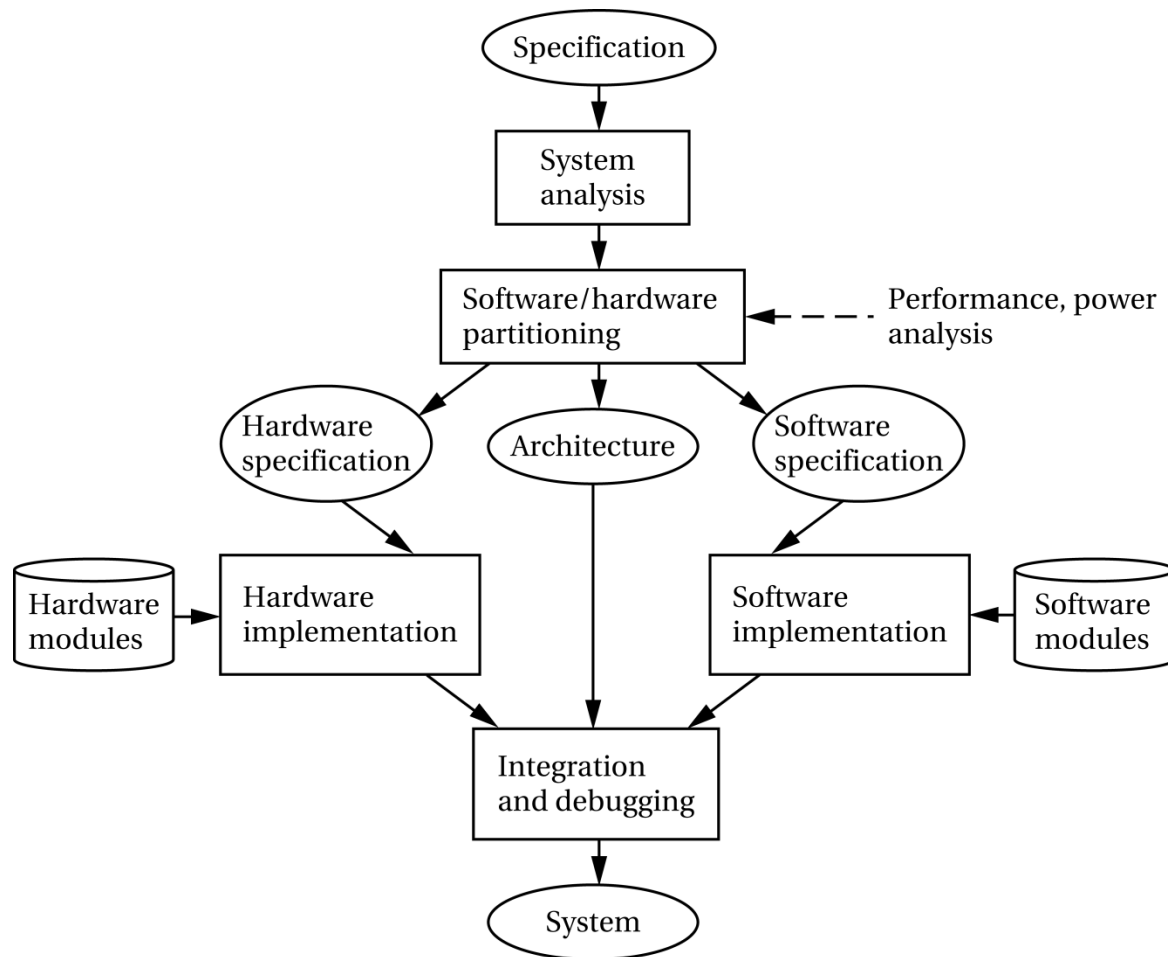 Specification
System
analysis
Software/hardware
partitioning
Performance, power
analysis
Hardware
specification
Architecture
Software
specification
Hardware
modules
Hardware
implementation
Software
implementation
Software
modules
Integration
and debugging
System